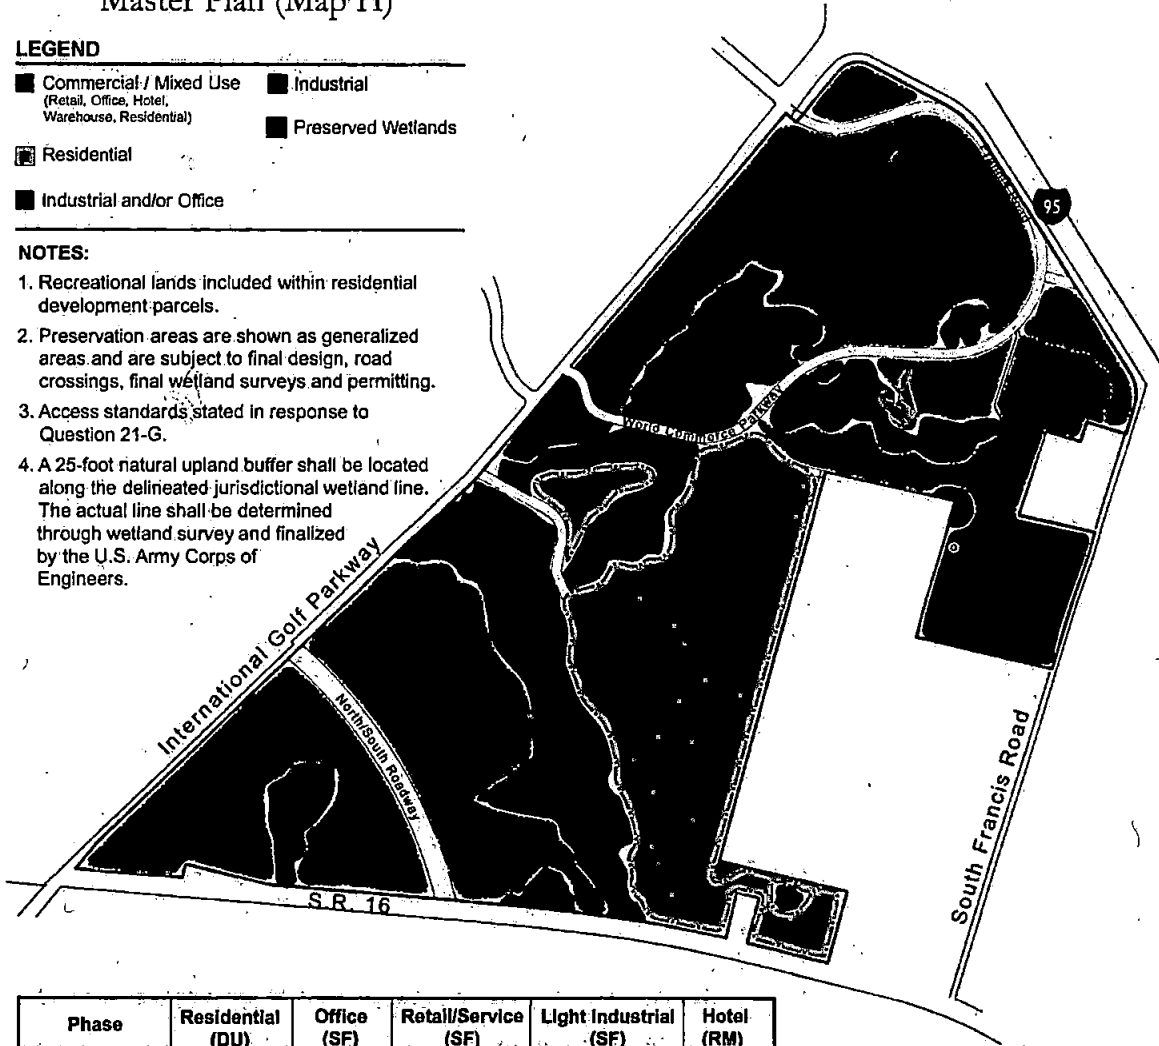 Master Plan (Map H)
LEGEND
Commercial / Mixed Use
(Retail, Office, Hotel,
Warehouse, Residential)
Residential
Industrial and/or Office
Industrial
Preserved Wetlands
NOTES:
1. Recreational lands included within residential
development parcels.
2. Preservation areas are shown as generalized
areas and are subject to final design, road
crossings, final wetland surveys and permitting.
3. Access standards stated in response to
Question 21-G.
4. A 25-foot natural upland buffer shall be located
along the delineated jurisdictional wetland line.
The actual line shall be determined
through wetland survey and finalized
by the U.S. Army Corps of
Engineers.
95
World Commerce Parkway
International Golf Parkway
North/South Roadway
S.R. 16
South Francis Road
Phase
Residential
(DU)
Office
(SF)
Retail/Service
(SF)
Light Industrial
(SF)
Hotel
(RM)